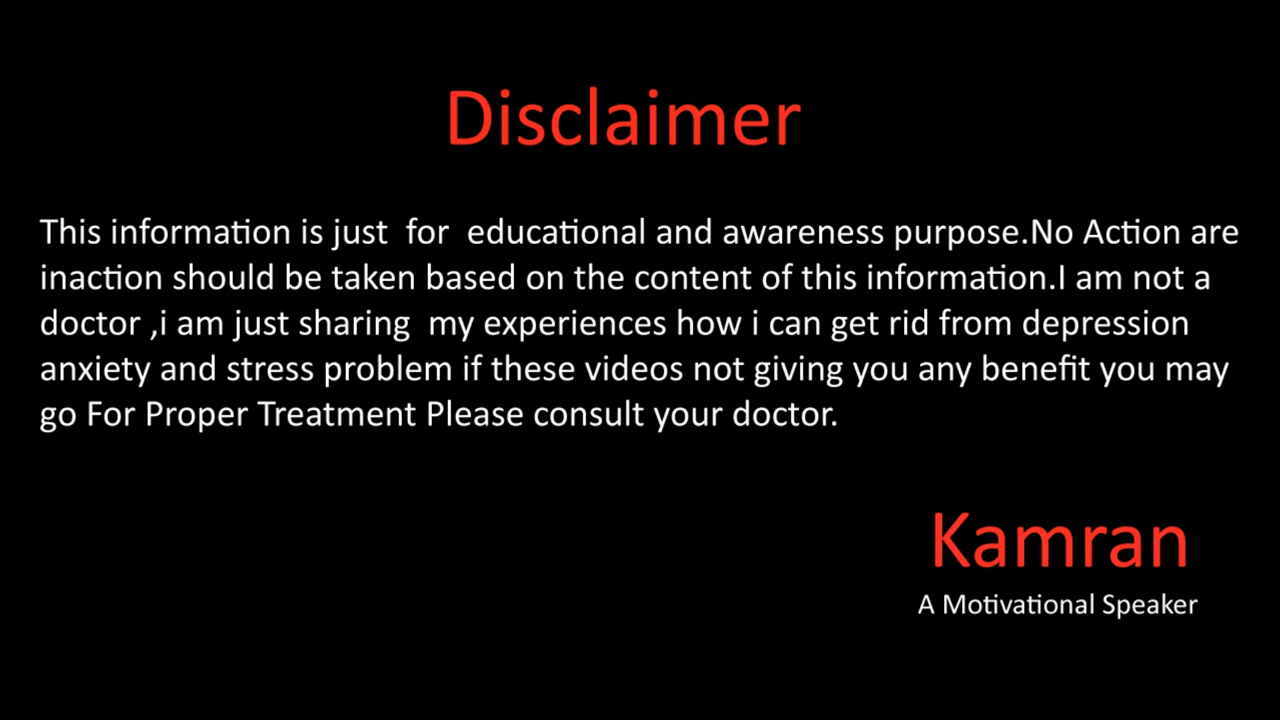 Disclaimer
This information is just  for  educational and awareness purpose.No Action are
inaction should be taken based on the content of this information.I am not a
doctor ,i am just sharing  my experiences how i can get rid from depression
anxiety and stress problem if these videos not giving you any benefit you may
go For Proper Treatment Please consult your doctor.
Kamran
A Motivational Speaker